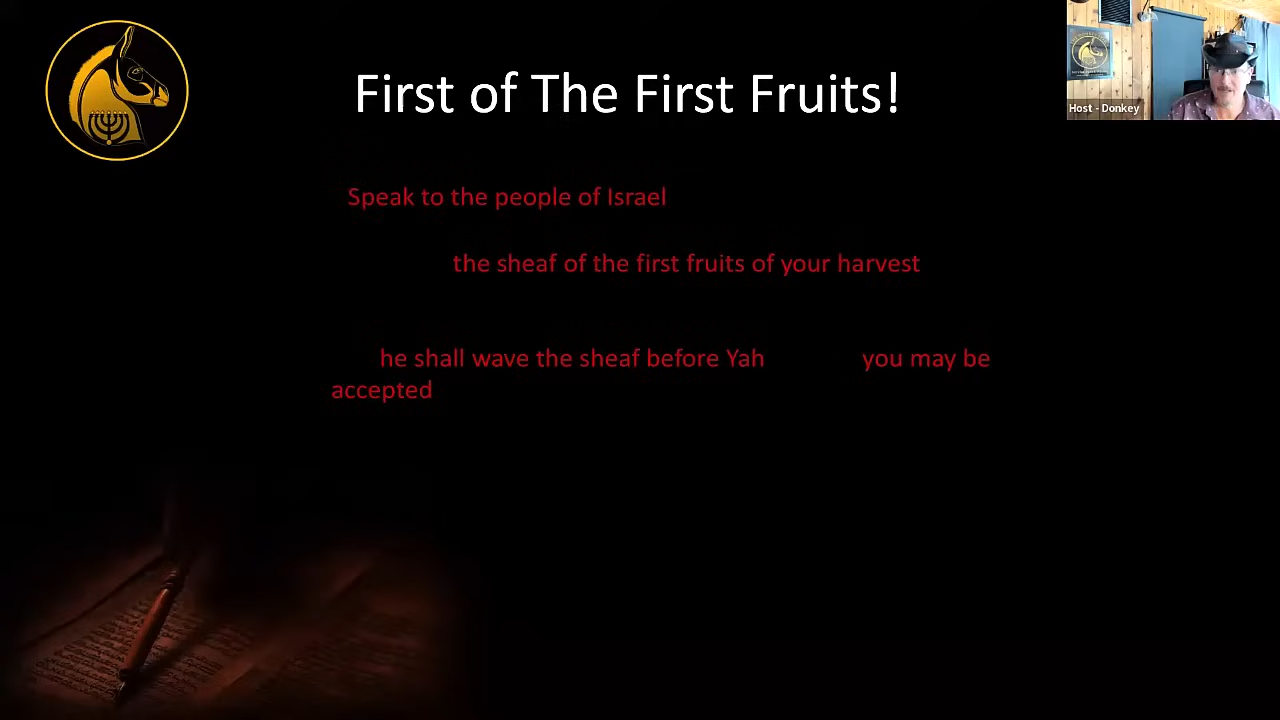 First of The First Fruits!
Host - Donkey
Speak to the people of Israel
the sheaf of the first fruits of your harvest
he shall wave the sheaf before Yah you may be
accepted